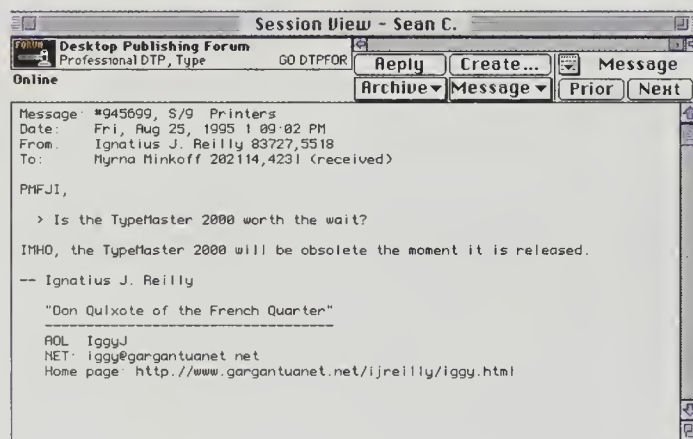 Session View - Sean C.
FORUM
Desktop Publishing Forum
Professional DTP, Type GO DTPFOR
Online
Reply Create... Message
Archive Message Prior Next
Message: #945699, S/9 Printers
Date: Fri, Aug 25, 1995 1:09:02 PM
From: Ignatius J. Reilly 83727,5518
To: Myrna Minkoff 202114,4231 (received)
PMFJI,
> Is the TypeMaster 2000 worth the wait?
IMHO, the TypeMaster 2000 will be obsolete the moment it is released.
-- Ignatius J. Reilly
"Don Quixote of the French Quarter"
----------------------------------
AOL: IggyJ
NET: iggy@gargantuanet.net
Home page: http://www.gargantuanet.net/ijreilly/iggy.html